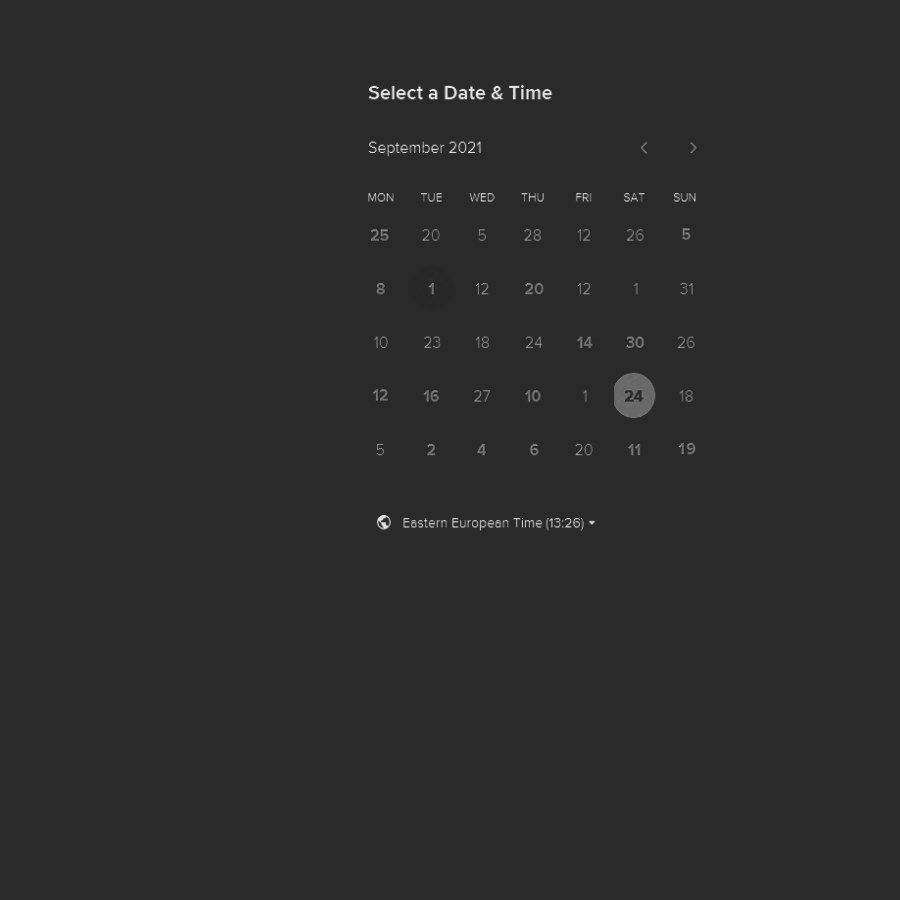 Select a Date & Time
September 2021
MON TUE WED THU FRI SAT SUN
25 20 5 28 12 26 5
8 1 12 20 12 1 31
10 23 18 24 14 30 26
12 16 27 10 1 24 18
5 2 4 6 20 11 19
Eastern European Time (13:26)